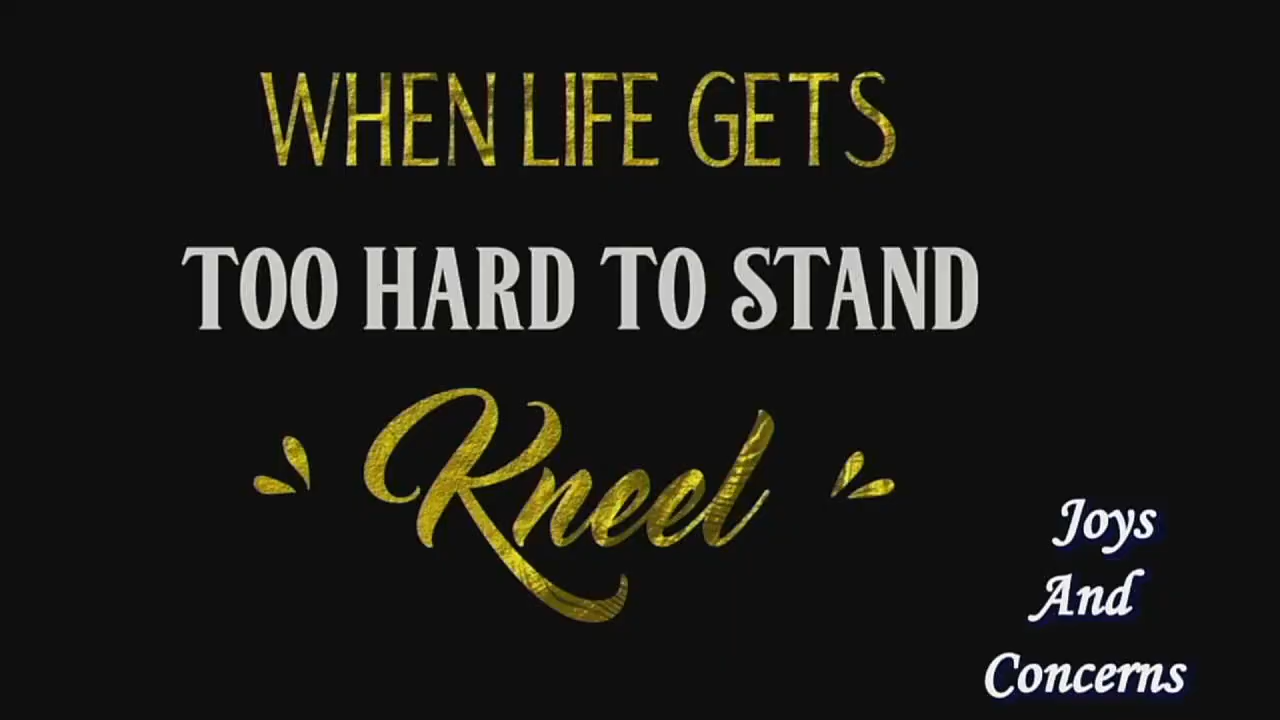 WHEN LIFE GETS
TOO HARD TO STAND
Kneel
Joys
And
Concerns